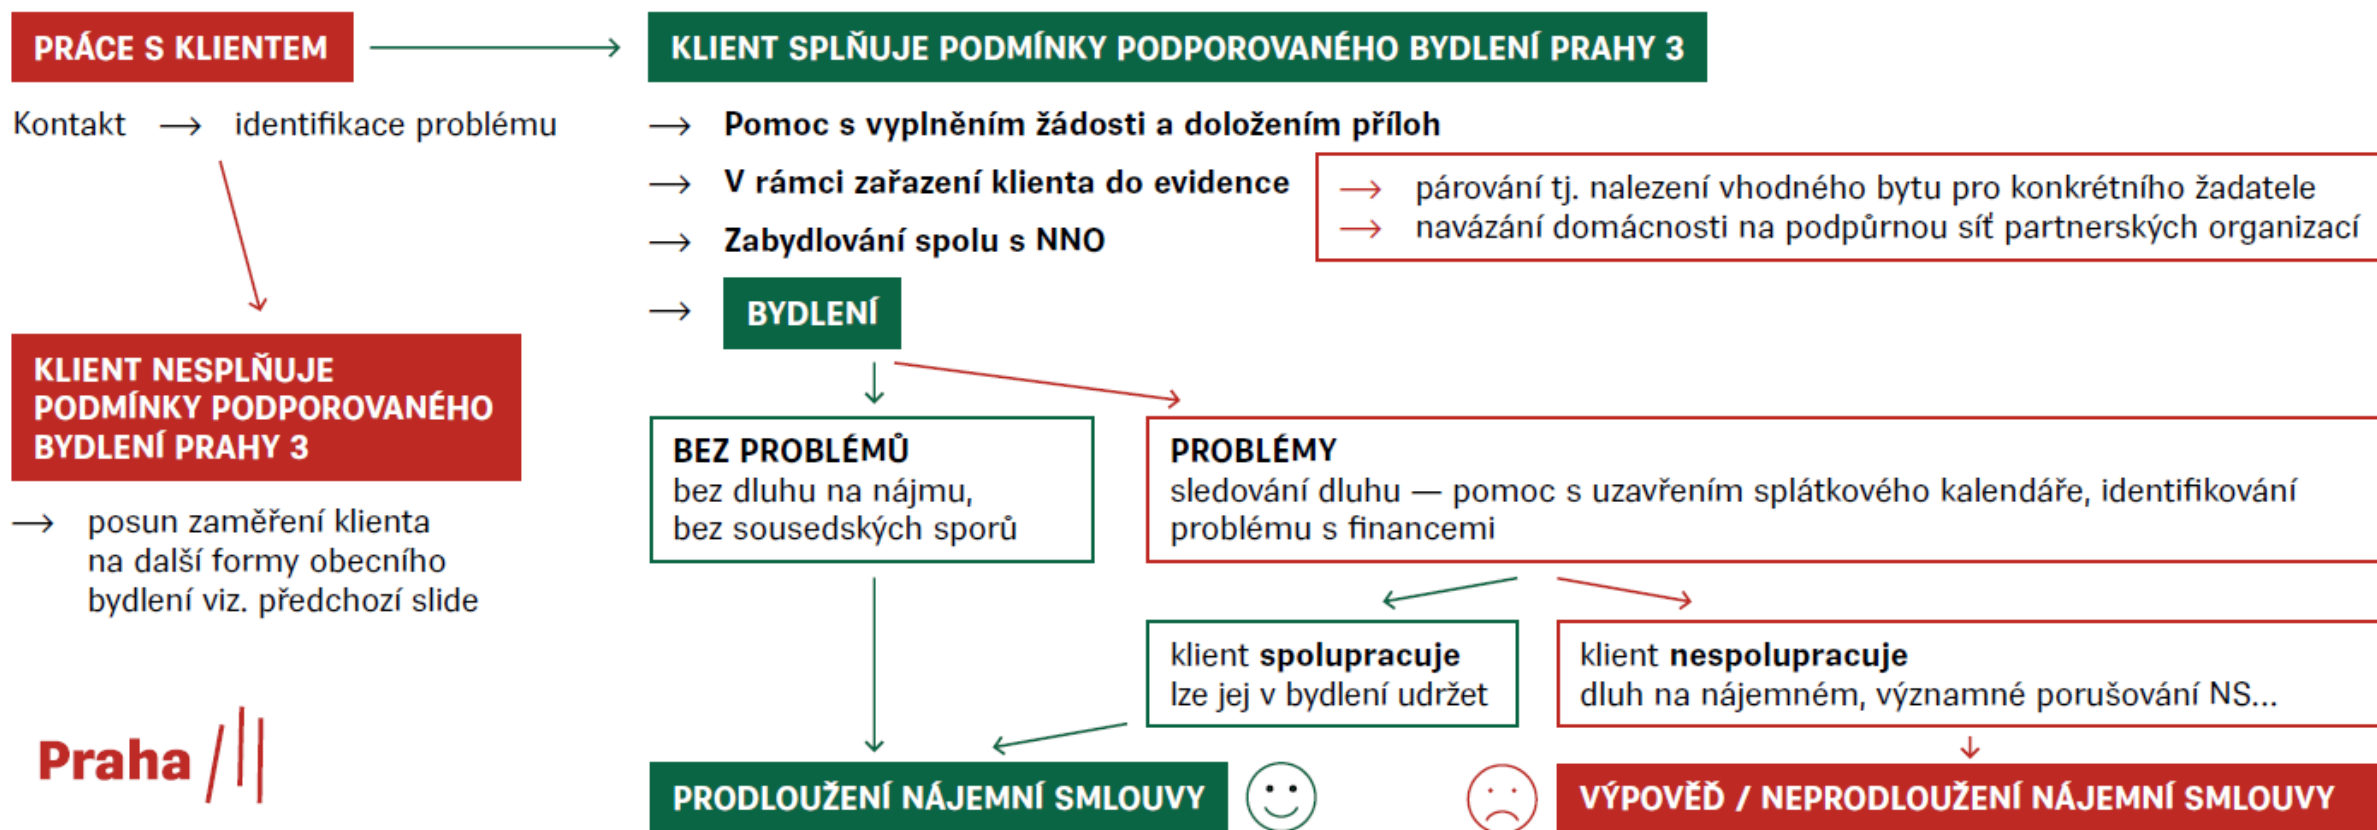 PRÁCE S KLIENTEM
Kontakt → identifikace problému
KLIENT NESPLŇUJE
PODMÍNKY PODPOROVANÉHO
BYDLENÍ PRAHY 3
→ posun zaměření klienta
na další formy obecního
bydlení viz. předchozí slide
Praha
KLIENT SPLŇUJE PODMÍNKY PODPOROVANÉHO BYDLENÍ PRAHY 3
→ Pomoc s vyplněním žádosti a doložením příloh
→ V rámci zařazení klienta do evidence
→ párování tj. nalezení vhodného bytu pro konkrétního žadatele
→ navázání domácnosti na podpůrnou síť partnerských organizací
→ Zabydlování spolu s NNO
→ BYDLENÍ
BEZ PROBLÉMŮ
bez dluhu na nájmu,
bez sousedských sporů
PROBLÉMY
sledování dluhu — pomoc s uzavřením splátkového kalendáře, identifikování
problému s financemi
klient spolupracuje
lze jej v bydlení udržet
klient nespolupracuje
dluh na nájemném, významné porušování NS...
PRODLOUŽENÍ NÁJEMNÍ SMLOUVY
VÝPOVĚĎ / NEPRODLOUŽENÍ NÁJEMNÍ SMLOUVY